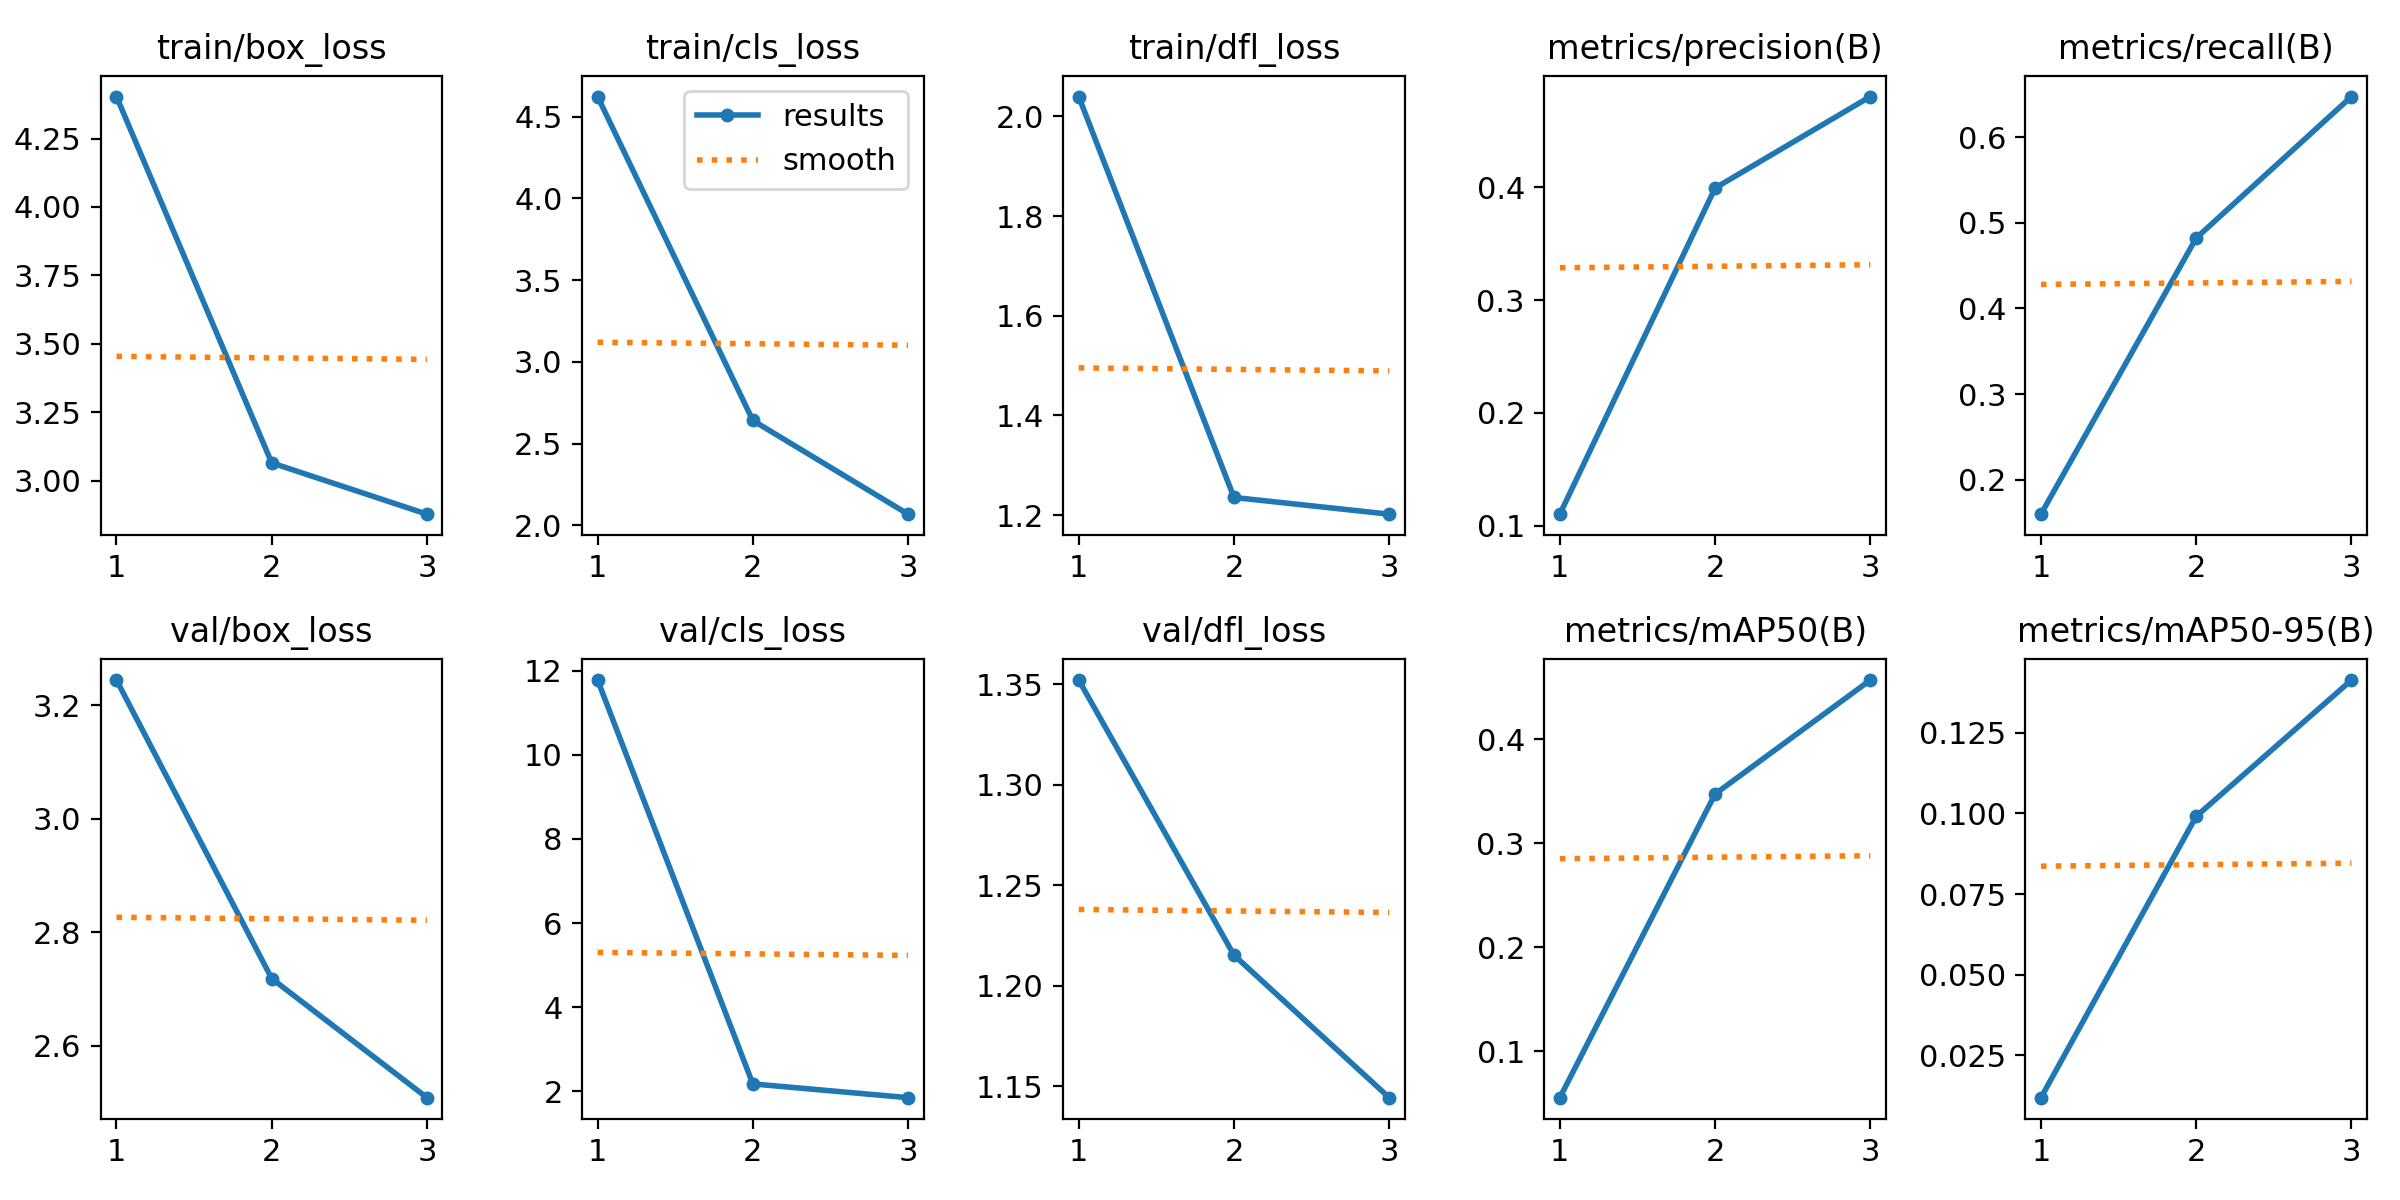 train/box_loss
4.25
4.00
3.75
3.50
3.25
3.00
1 2 3
train/cls_loss
results
smooth
4.5
4.0
3.5
3.0
2.5
2.0
1 2 3
train/dfl_loss
2.0
1.8
1.6
1.4
1.2
1 2 3
metrics/precision(B)
0.4
0.3
0.2
0.1
1 2 3
metrics/recall(B)
0.6
0.5
0.4
0.3
0.2
1 2 3
val/box_loss
3.2
3.0
2.8
2.6
1 2 3
val/cls_loss
12
10
8
6
4
2
1 2 3
val/dfl_loss
1.35
1.30
1.25
1.20
1.15
1 2 3
metrics/mAP50(B)
0.4
0.3
0.2
0.1
1 2 3
metrics/mAP50-95(B)
0.125
0.100
0.075
0.050
0.025
1 2 3